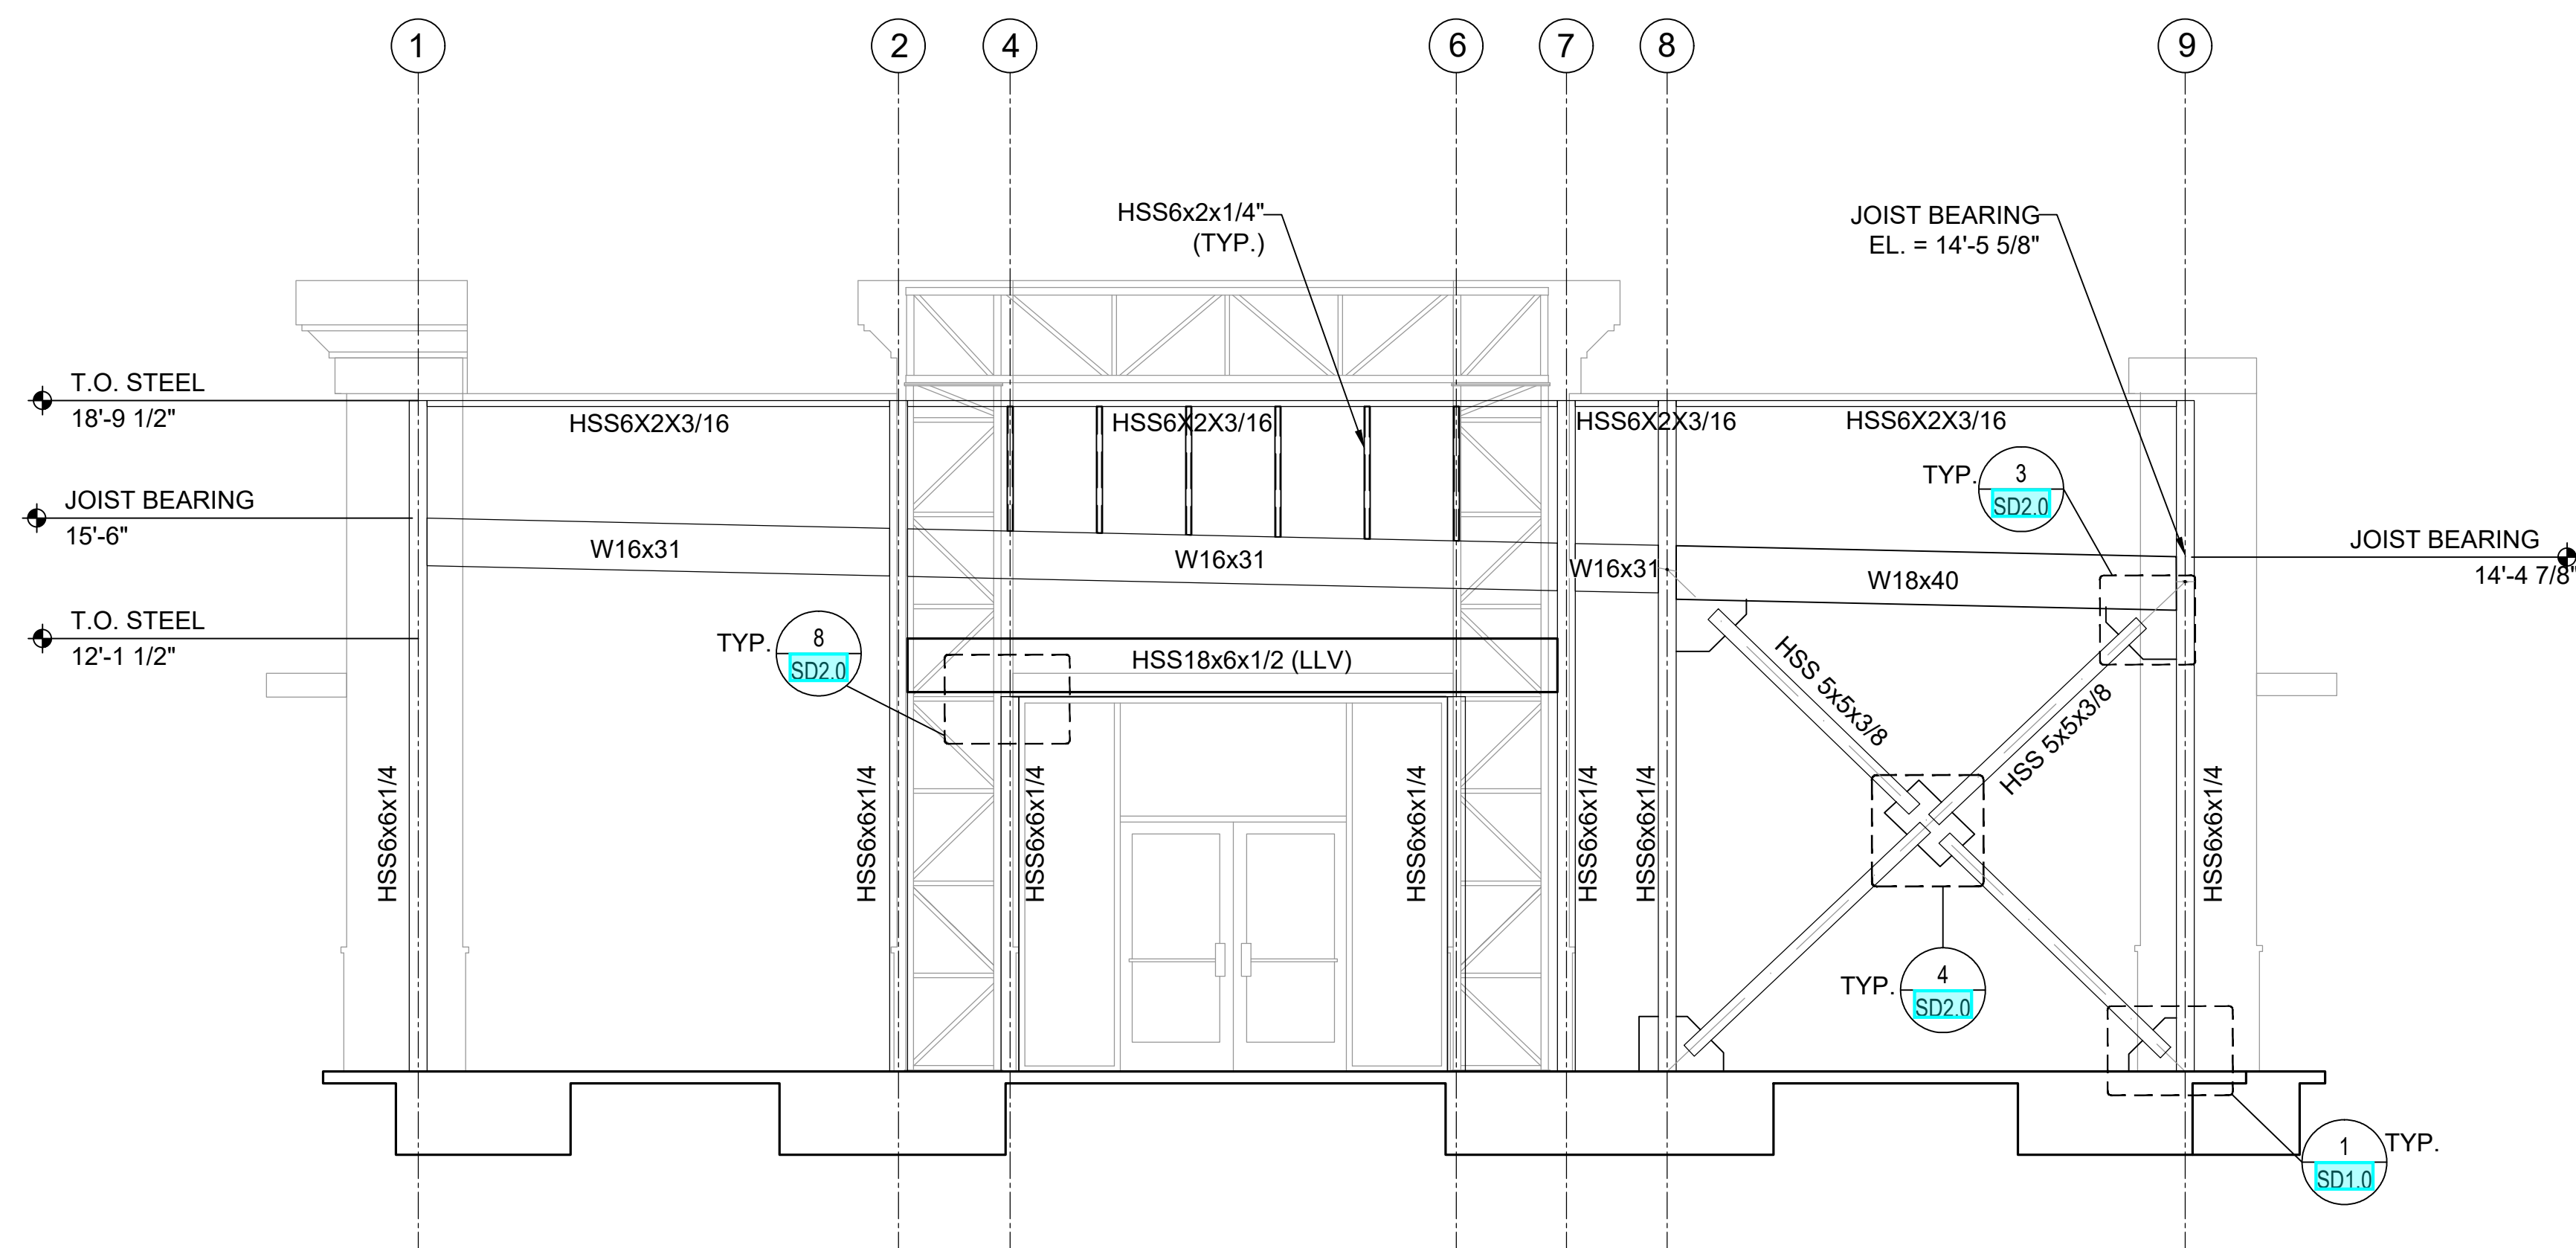 1
2
4
6
7
8
9
HSS6x2x1/4"
(TYP.)
JOIST BEARING
EL. = 14'-5 5/8"
T.O. STEEL
18'-9 1/2"
HSS6X2X3/16
HSS6X2X3/16
HSS6X2X3/16
HSS6X2X3/16
TYP.
3
SD2.0
JOIST BEARING
15'-6"
JOIST BEARING
14'-4 7/8"
W16x31
W16x31
W16x31
W18x40
T.O. STEEL
12'-1 1/2"
TYP.
8
SD2.0
HSS18x6x1/2 (LLV)
HSS 5x5x3/8
HSS 5x5x3/8
HSS6x6x1/4
HSS6x6x1/4
HSS6x6x1/4
HSS6x6x1/4
HSS6x6x1/4
HSS6x6x1/4
HSS6x6x1/4
TYP.
4
SD2.0
1
SD1.0
TYP.